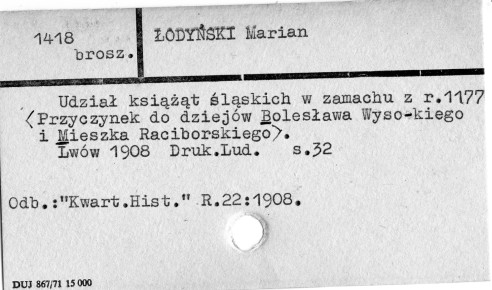 1418
brosz.
ŁODYŃSKI Marian
Udział książąt śląskich w zamachu z r.1177
<Przyczynek do dziejów Bolesława Wyso-kiego
i Mieszka Raciborskiego>.
Lwów 1908 Druk.Lud. s.32
Odb.:"Kwart.Hist." R.22:1908.
DUJ 867/71 15 000